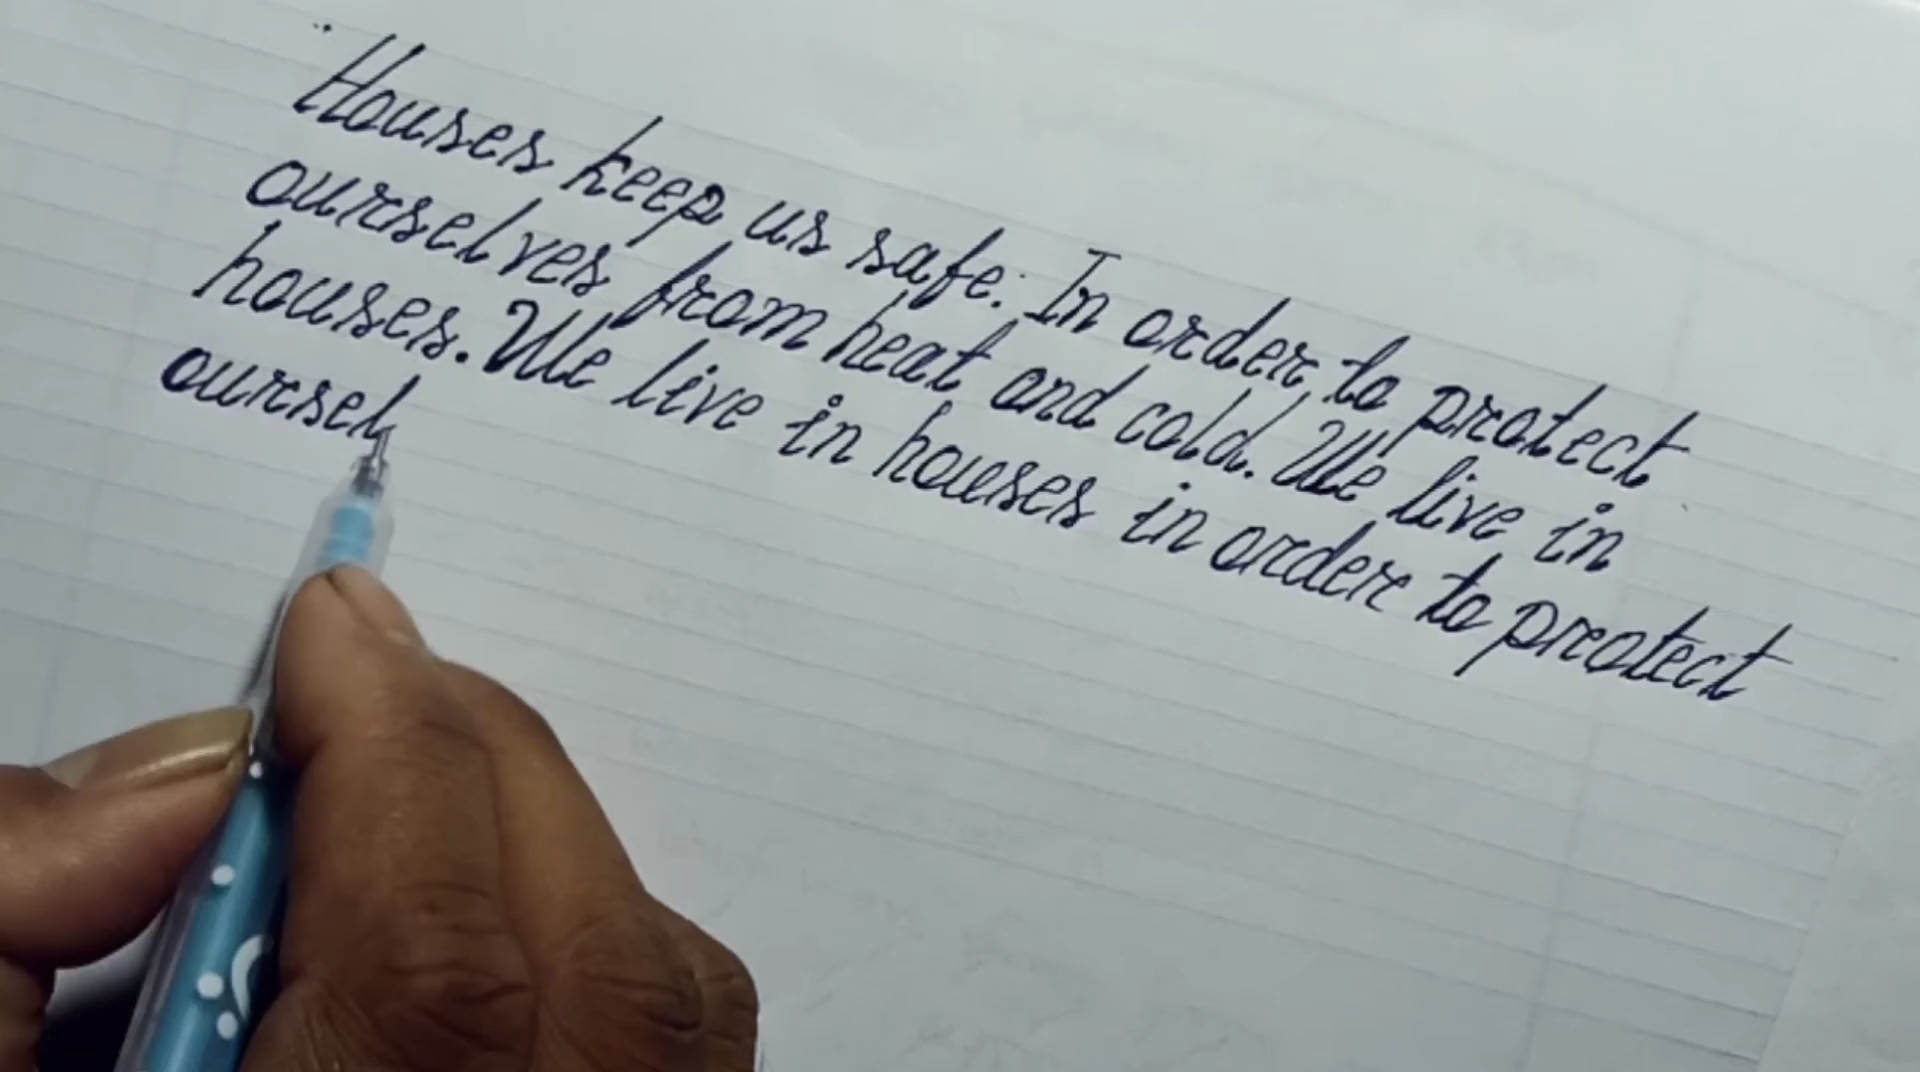 Houses keep us safe. In order to protect
ourselves from heat and cold. We live in
houses. We live in houses in order to protect
oursel